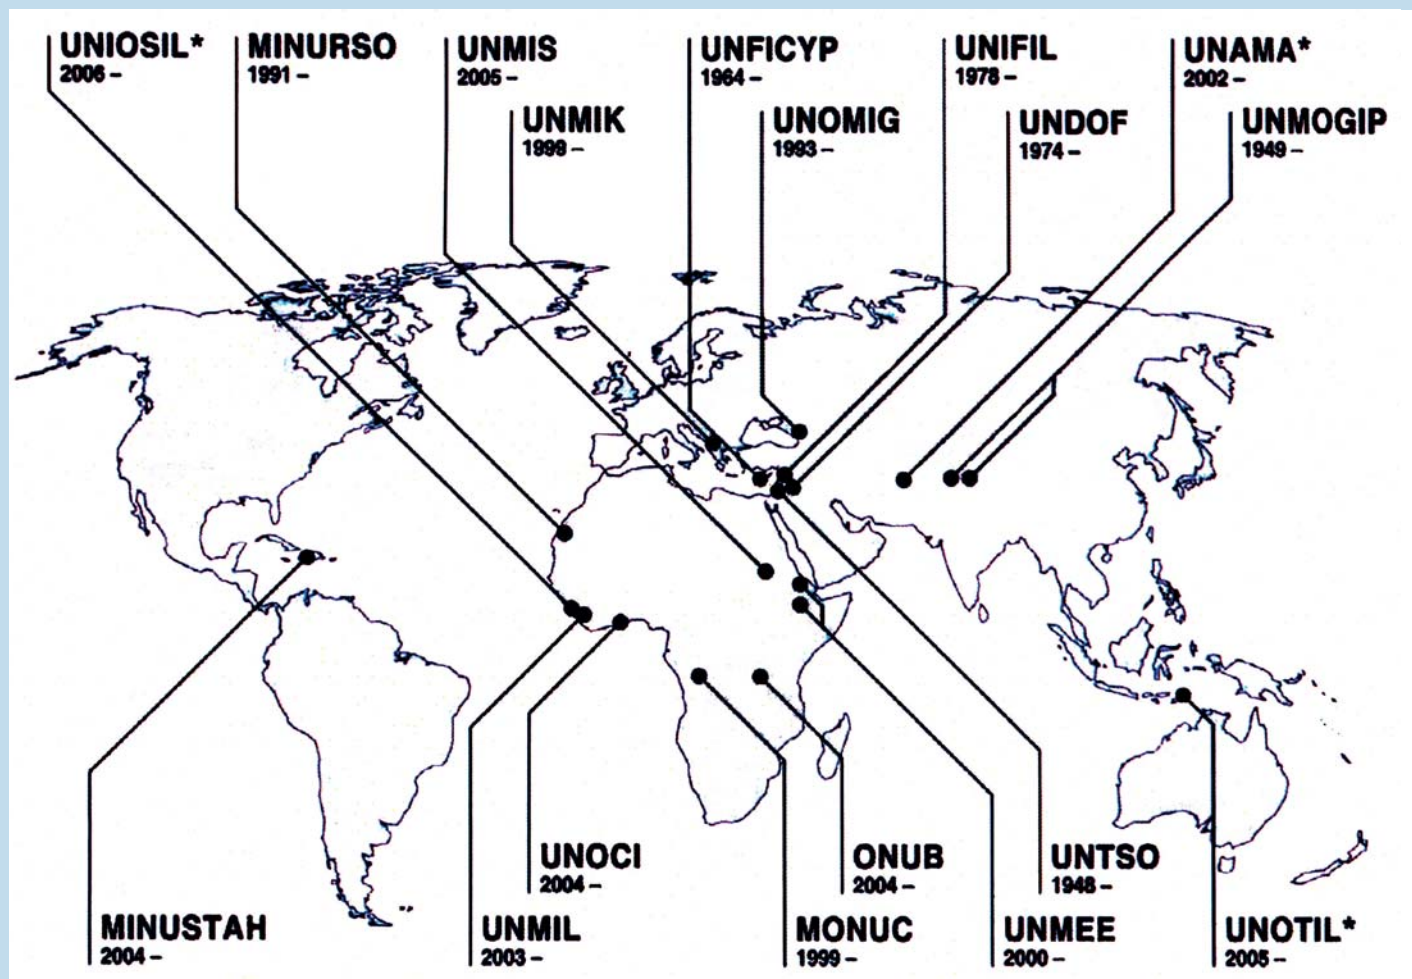 UNIOSIL*
2006 –
MINURSO
1991 –
UNMIS
2005 –
UNFICYP
1964 –
UNIFIL
1978 –
UNAMA*
2002 –
UNMIK
1999 –
UNOMIG
1993 –
UNDOF
1974 –
UNMOGIP
1949 –
UNOCI
2004 –
ONUB
2004 –
UNTSO
1948 –
MINUSTAH
2004 –
UNMIL
2003 –
MONUC
1999 –
UNMEE
2000 –
UNOTIL*
2005 –